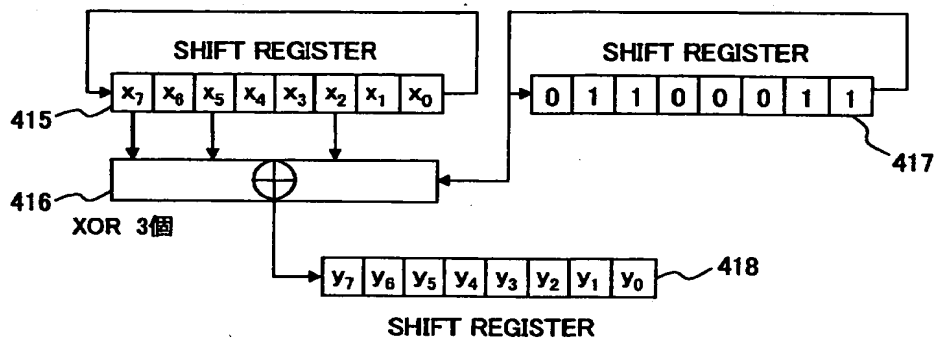 SHIFT REGISTER
SHIFT REGISTER
x₇ x₆ x₅ x₄ x₃ x₂ x₁ x₀
0 1 1 0 0 0 1 1
415
417
416
XOR 3個
y₇ y₆ y₅ y₄ y₃ y₂ y₁ y₀
418
SHIFT REGISTER